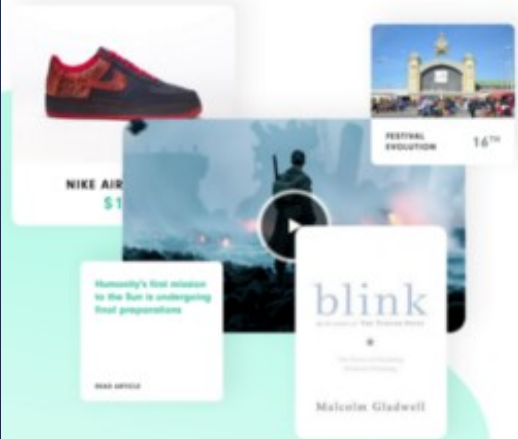 NIKE AIR
$1
FESTIVAL
EVOLUTION
16TH
Humanity's first mission
to the Sun is undergoing
final preparations
READ ARTICLE
blink
Malcolm Gladwell